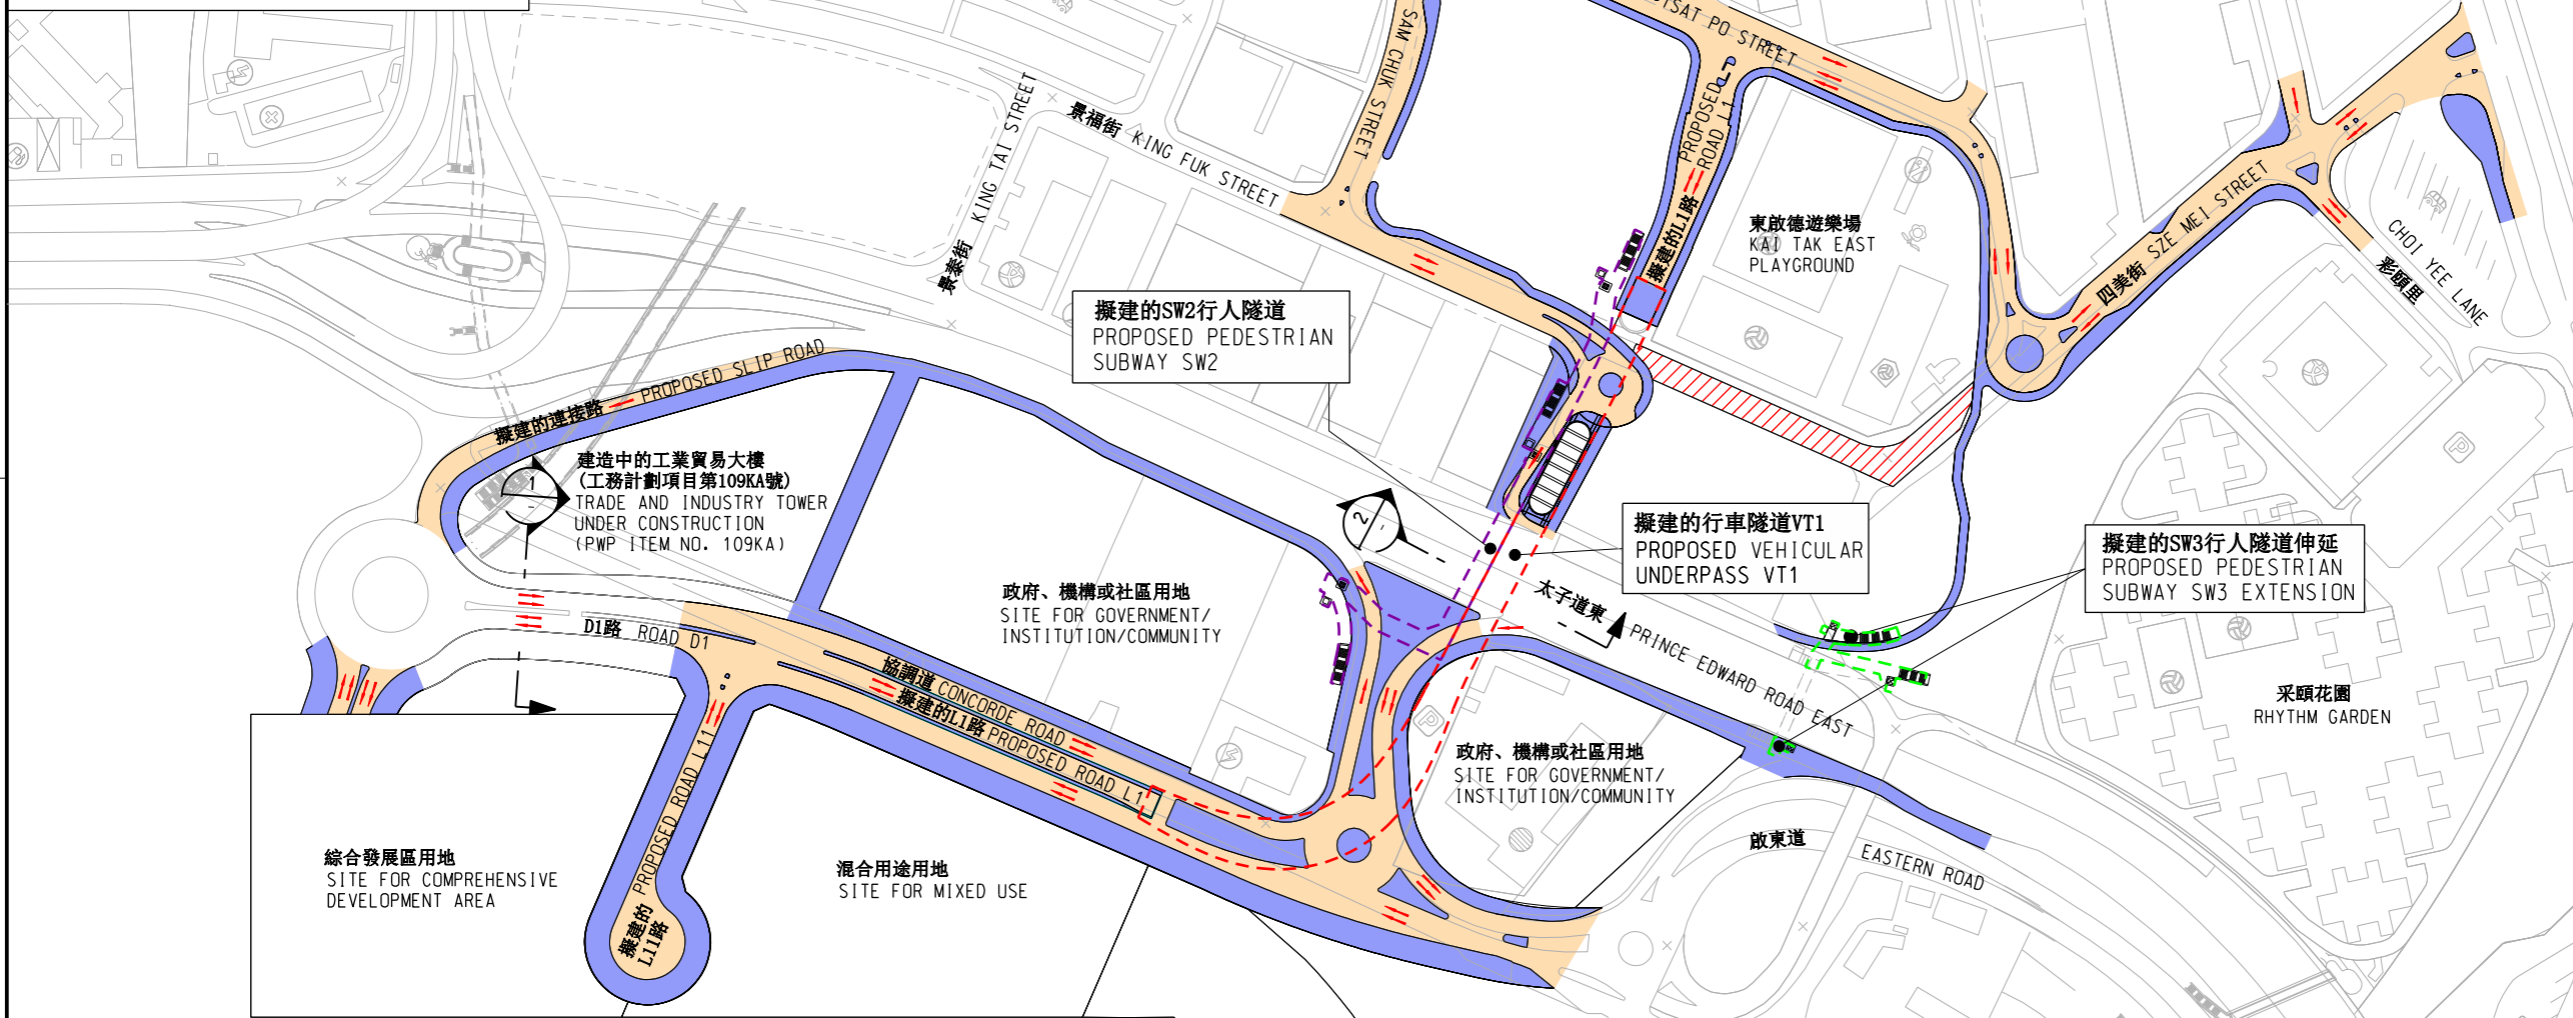 SAM CHUK STREET
TSAT PO STREET
景泰街 KING TAI STREET
景福街 KING FUK STREET
PROPOSED
ROAD L1
擬建的L1路
東啟德遊樂場
KAI TAK EAST
PLAYGROUND
四美街 SZE MEI STREET
CHOI YEE LANE
彩頤里
擬建的SW2行人隧道
PROPOSED PEDESTRIAN
SUBWAY SW2
擬建的連接路 PROPOSED SLIP ROAD
建造中的工業貿易大樓
(工務計劃項目第109KA號)
TRADE AND INDUSTRY TOWER
UNDER CONSTRUCTION
(PWP ITEM NO. 109KA)
1
-
2
-
擬建的行車隧道VT1
PROPOSED VEHICULAR
UNDERPASS VT1
擬建的SW3行人隧道伸延
PROPOSED PEDESTRIAN
SUBWAY SW3 EXTENSION
政府、機構或社區用地
SITE FOR GOVERNMENT/
INSTITUTION/COMMUNITY
太子道東 PRINCE EDWARD ROAD EAST
D1路 ROAD D1
協調道 CONCORDE ROAD
擬建的L1路 PROPOSED ROAD L1
采頤花園
RHYTHM GARDEN
P
P
P
政府、機構或社區用地
SITE FOR GOVERNMENT/
INSTITUTION/COMMUNITY
啟東道
EASTERN ROAD
綜合發展區用地
SITE FOR COMPREHENSIVE
DEVELOPMENT AREA
混合用途用地
SITE FOR MIXED USE
PROPOSED ROAD L11
擬建的
L11路